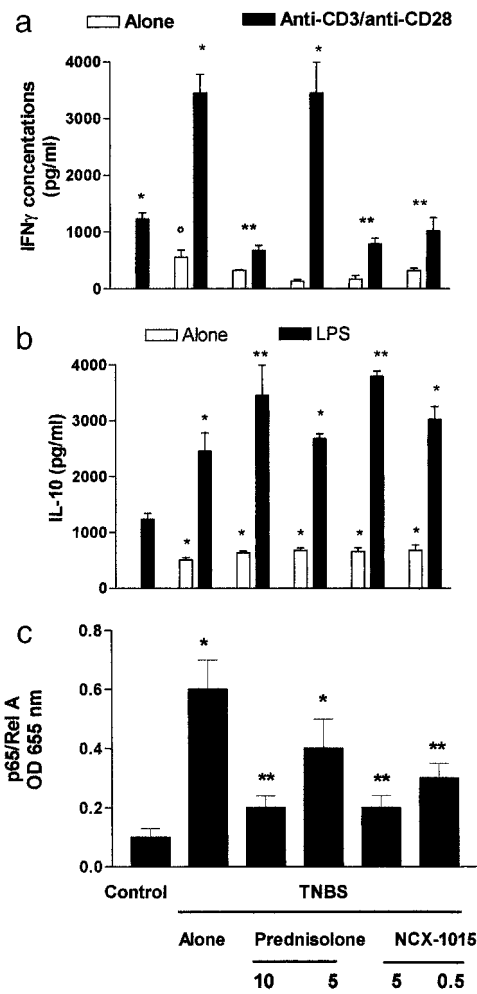 a
Alone Anti-CD3/anti-CD28
IFNγ concentrations
(pg/ml)
4000
3000
2000
1000
0
* o * ** * ** **
b
Alone LPS
IL-10 (pg/ml)
4000
3000
2000
1000
0
* * * ** * * * ** * *
c
p65/Rel A
OD 655 nm
0.8
0.6
0.4
0.2
0.0
* ** * ** **
Control TNBS
Alone Prednisolone NCX-1015
10 5 5 0.5